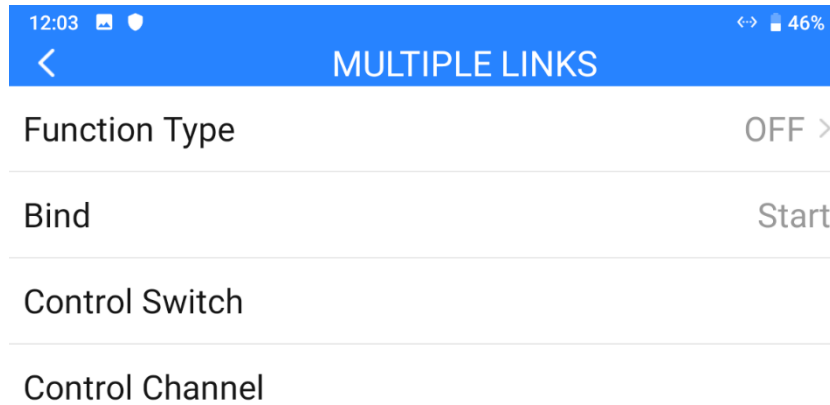 12:03 46%
MULTIPLE LINKS
Function Type OFF
Bind Start
Control Switch
Control Channel